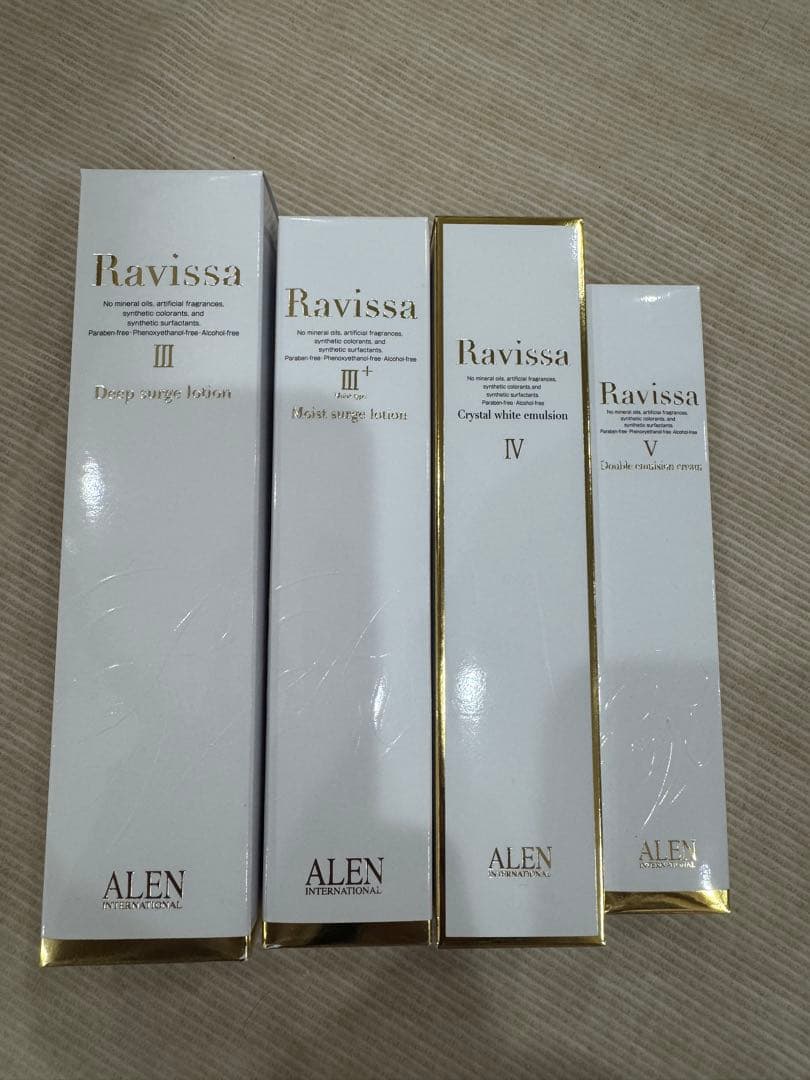 Ravissa
No mineral oils, artificial fragrances,
synthetic colorants, and
synthetic surfactants.
Paraben-free・Phenoxyethanol-free・Alcohol-free
III
Deep surge lotion
ALEN
INTERNATIONAL
Ravissa
No mineral oils, artificial fragrances,
synthetic colorants, and
synthetic surfactants.
Paraben-free・Phenoxyethanol-free・Alcohol-free
III+
Moist surge lotion
ALEN
INTERNATIONAL
Ravissa
No mineral oils, artificial fragrances,
synthetic colorants,and
synthetic surfactants
Paraben-free・Alcohol-free
Crystal white emulsion
IV
ALEN
INTERNATIONAL
Ravissa
No mineral oils, artificial fragrances,
synthetic colorants, and
synthetic surfactants.
Paraben-free・Phenoxyethanol-free・Alcohol-free
V
Double emulsion cream
ALEN
INTERNATIONAL